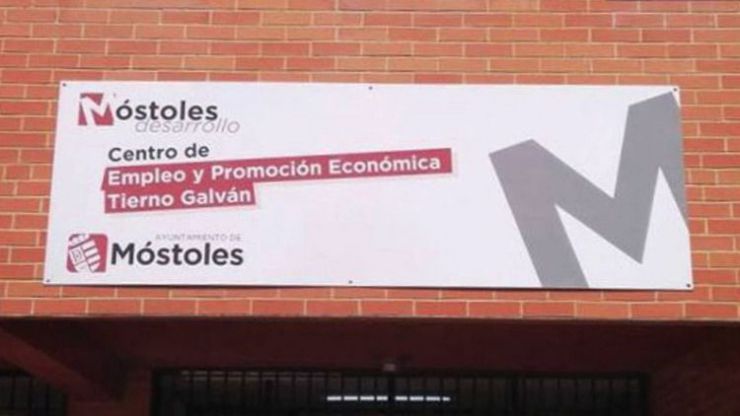 Móstoles
desarrollo
Centro de
Empleo y Promoción Económica
Tierno Galván
AYUNTAMIENTO DE
Móstoles
M